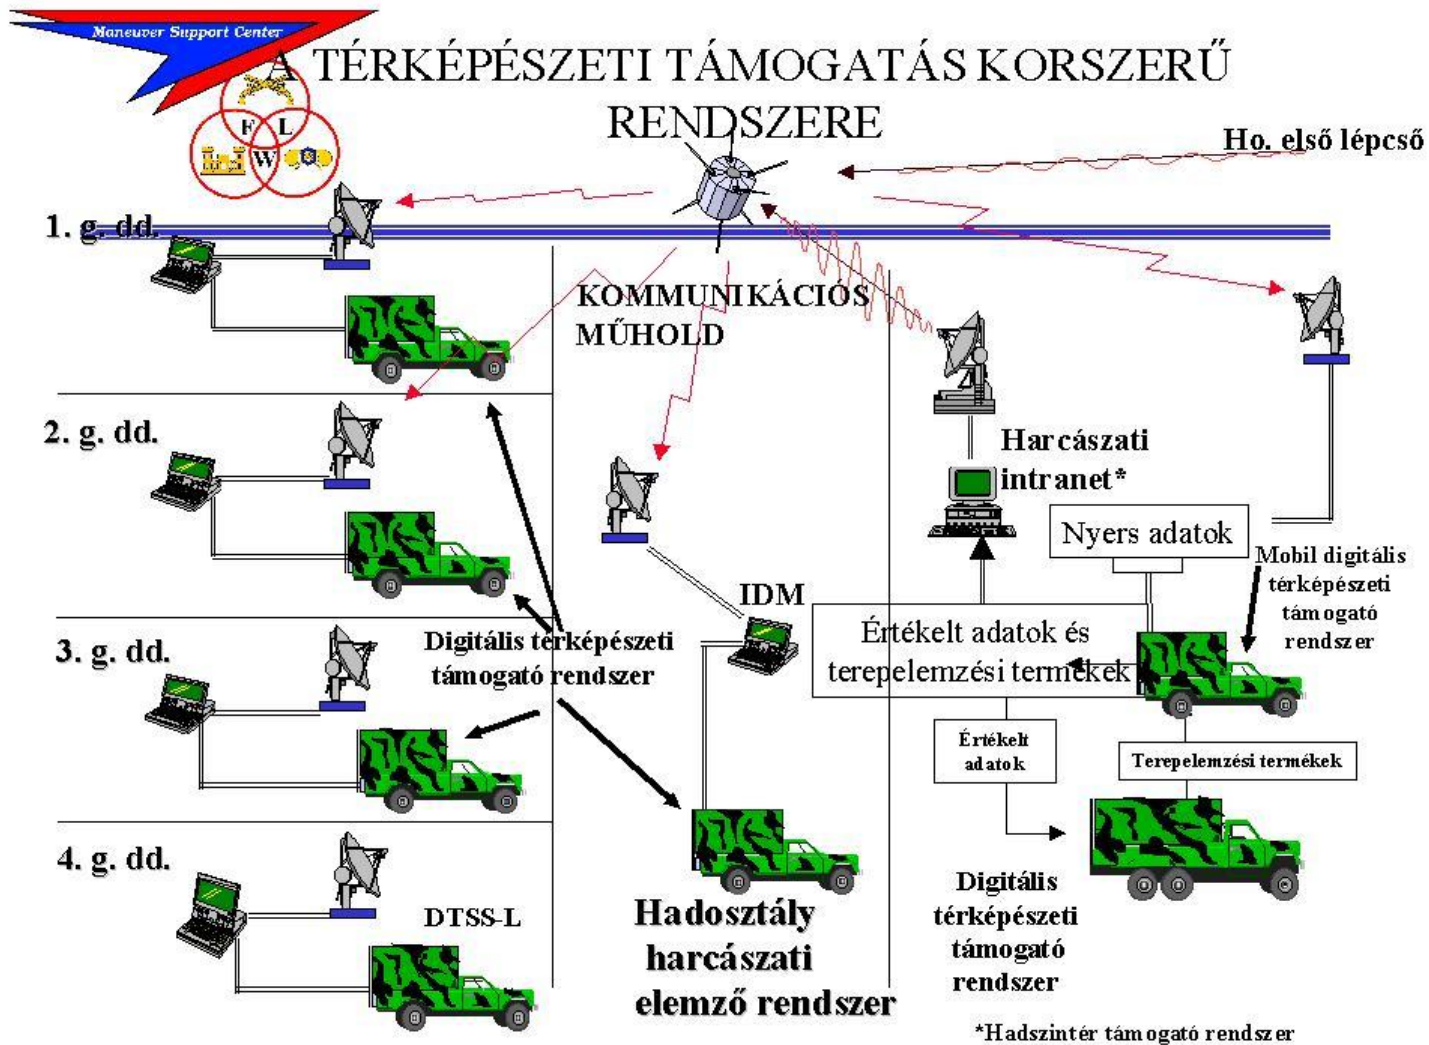 Maneuver Support Center
A TÉRKÉPÉSZETI TÁMOGATÁS KORSZERŰ
RENDSZERE
F L
W
Ho. első lépcső
1. g. dd.
KOMMUNIKÁCIÓS
MŰHOLD
2. g. dd.
Harcászati
intranet*
Nyers adatok
Mobil digitális
térképészeti
támogató
rendszer
IDM
Értékelt adatok és
terepelemzési termékek
3. g. dd.
Digitális térképészeti
támogató rendszer
Értékelt
adatok
Terepelemzési termékek
4. g. dd.
DTSS-L
Hadosztály
harcászati
elemző rendszer
Digitális
térképészeti
támogató
rendszer
*Hadszintér támogató rendszer